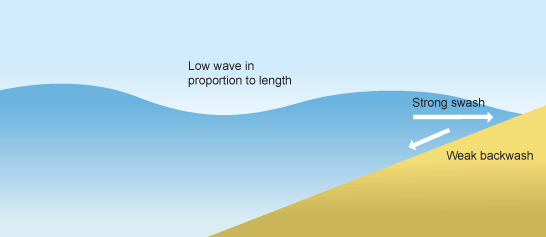 Low wave in
proportion to length
Strong swash
Weak backwash